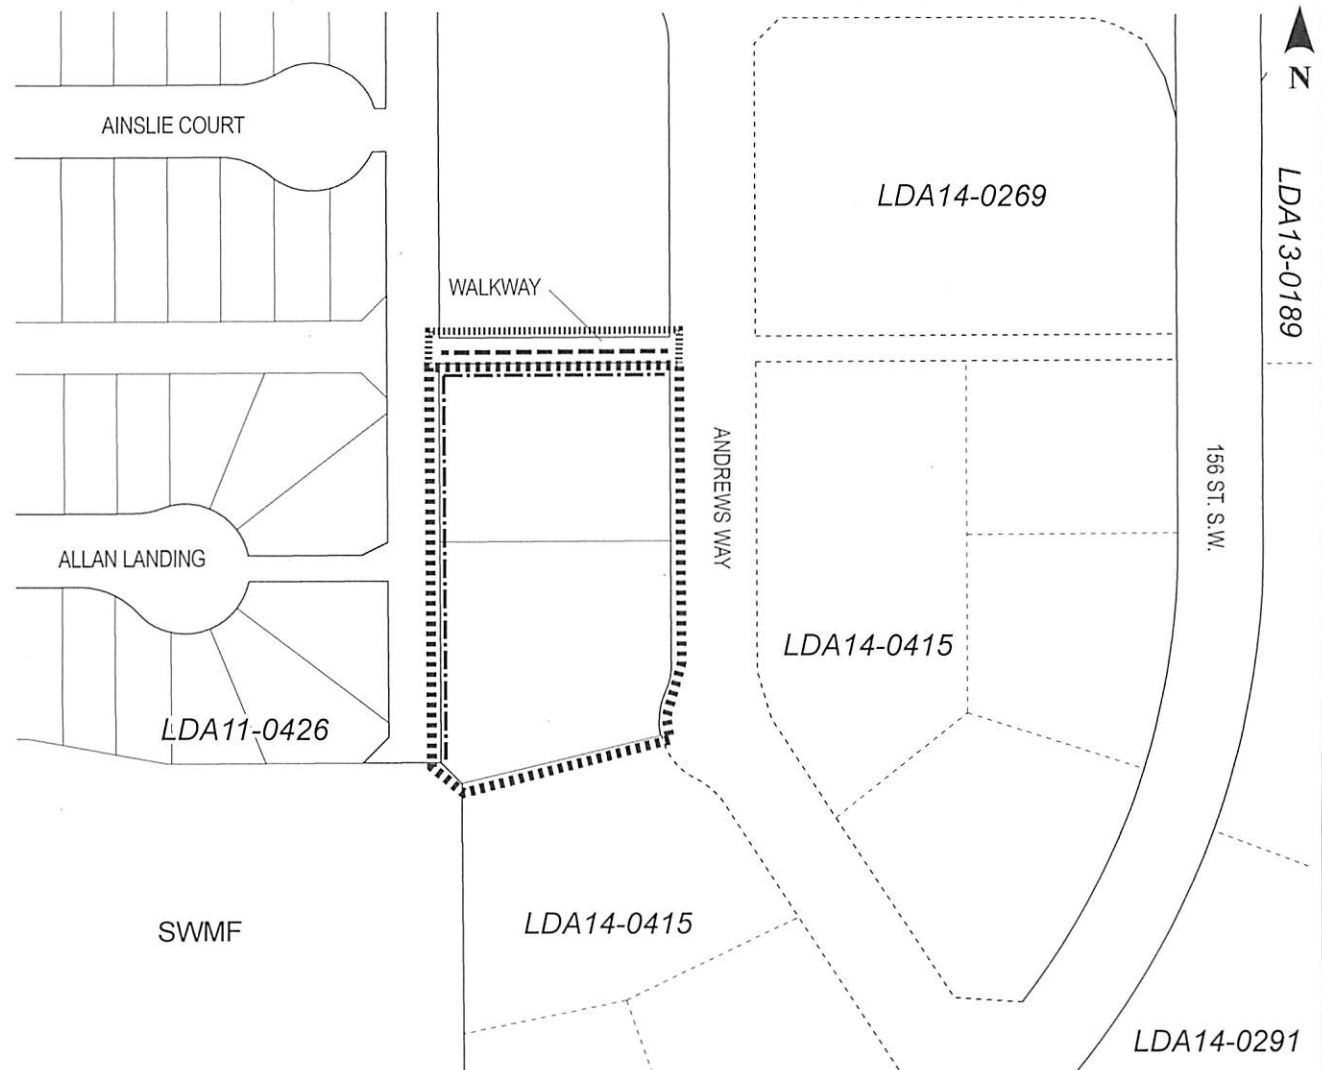 N
AINSLIE COURT
LDA14-0269
LDA13-0189
WALKWAY
ANDREWS WAY
156 ST. S.W.
ALLAN LANDING
LDA14-0415
LDA11-0426
SWMF
LDA14-0415
LDA14-0291